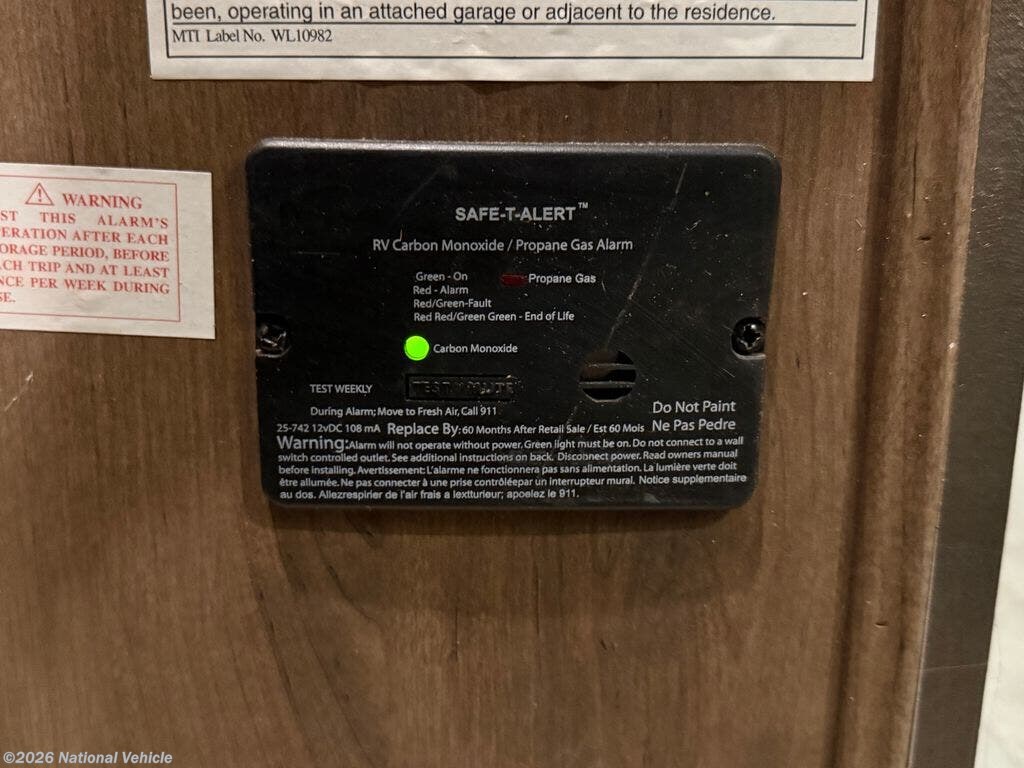 been, operating in an attached garage or adjacent to the residence.
MTI Label No. WL10982
WARNING
ST THIS ALARM'S
PERATION AFTER EACH
ORAGE PERIOD, BEFORE
ACH TRIP AND AT LEAST
NCE PER WEEK DURING
SE.
SAFE-T-ALERT™
RV Carbon Monoxide / Propane Gas Alarm
Green - On
Propane Gas
Red - Alarm
Red/Green-Fault
Red Red/Green Green - End of Life
Carbon Monoxide
TEST WEEKLY
TEST
During Alarm; Move to Fresh Air, Call 911
Do Not Paint
25-742 12vDC 108 mA Replace By: 60 Months After Retail Sale / Est 60 Mois Ne Pas Pedre
Warning: Alarm will not operate without power. Green light must be on. Do not connect to a wall
switch controlled outlet. See additional instructions on back. Disconnect power. Read owners manual
before installing. Avertissement: L'alarme ne fonctionnera pas sans alimentation. La lumière verte doit
être allumée. Ne pas connecter à une prise contrôléepar un interrupteur mural. Notice supplementaire
au dos. Allezrespirier de l'air frais a lextturieur; apoelez le 911.
©2026 National Vehicle